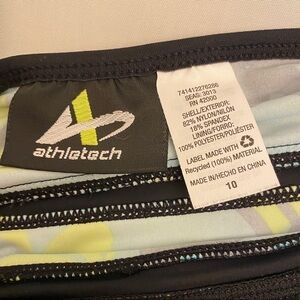 athletech
741412276286
SEAS: 3013
RN 42000
SHELL/EXTERIOR:
82% NYLON/NILÓN
18% SPANDEX
LINING/FORRO:
100% POLYESTER/POLIÉSTER
LABEL MADE WITH
Recycled (100%) MATERIAL
MADE IN/HECHO EN CHINA
10